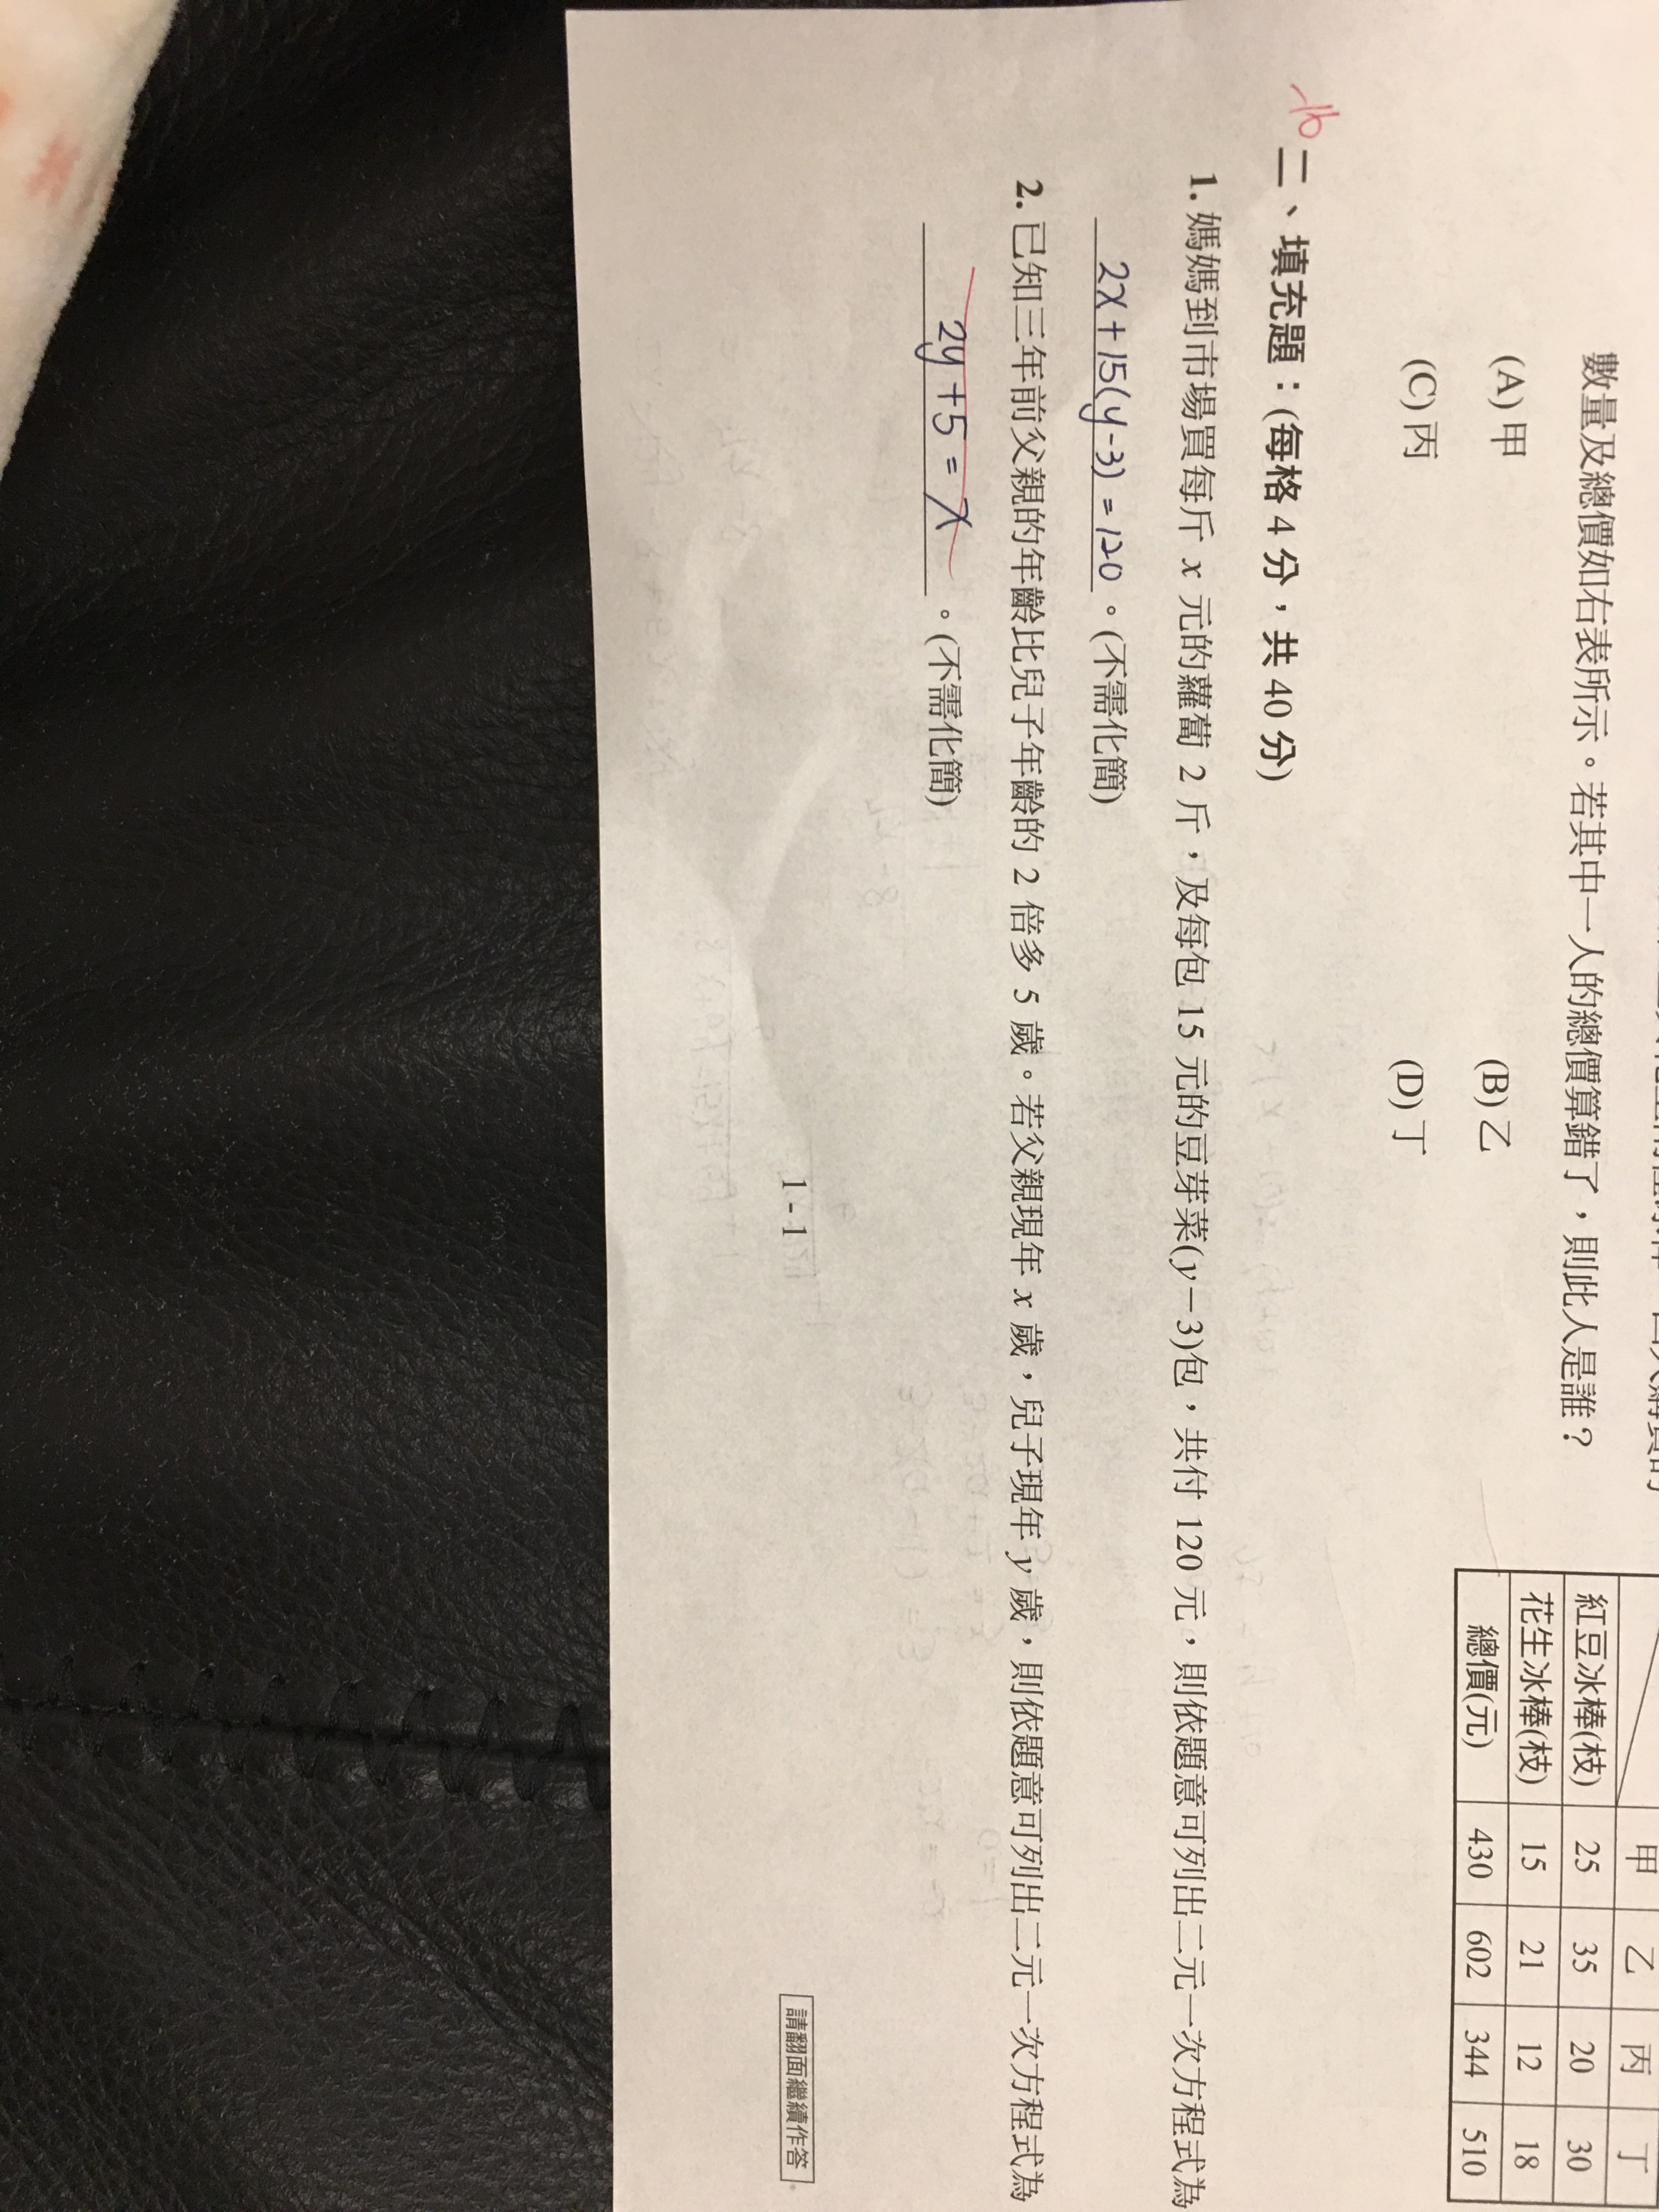 數量及總價如右表所示。若其中一人的總價算錯了，則此人是誰？
(A) 甲 (B) 乙
(C) 丙 (D) 丁
甲 乙 丙 丁
紅豆冰棒(枝) 25 35 20 30
花生冰棒(枝) 15 21 12 18
總價(元) 430 602 344 510
-16
二、填充題：(每格 4 分，共 40 分)
1. 媽媽到市場買每斤 x 元的蘿蔔 2 斤，及每包 15 元的豆芽菜(y－3)包，共付 120 元，則依題意可列出二元一次方程式為
2x+15(y-3)=120。(不需化簡)
2. 已知三年前父親的年齡比兒子年齡的 2 倍多 5 歲。若父親現年 x 歲，兒子現年 y 歲，則依題意可列出二元一次方程式為
2y+5=x。(不需化簡)
1 - 1
請翻面繼續作答